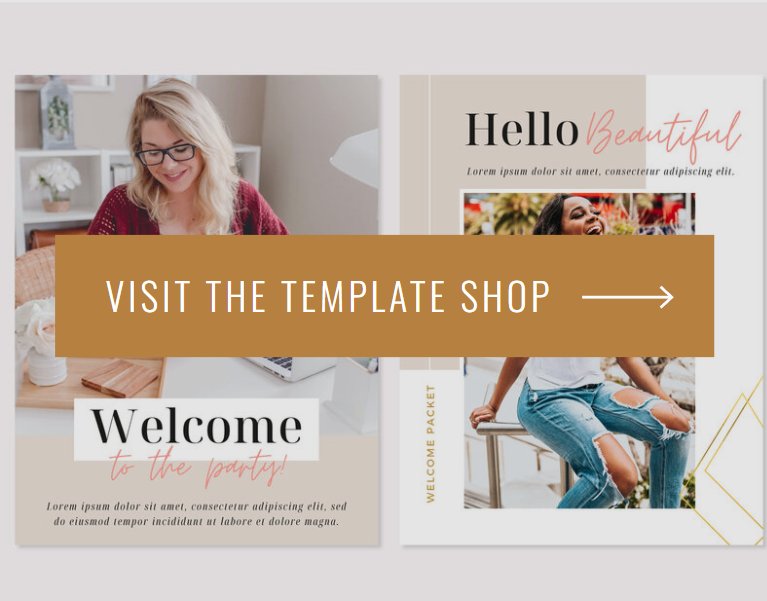 Hello Beautiful
Lorem ipsum dolor sit amet, consectetur adipiscing elit.
VISIT THE TEMPLATE SHOP
WELCOME PACKET
Welcome
to the party!
Lorem ipsum dolor sit amet, consectetur adipiscing elit, sed
do eiusmod tempor incididunt ut labore et dolore magna.